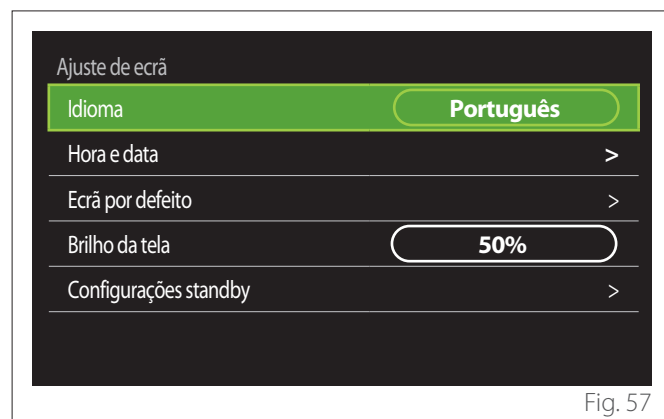 Ajuste de ecrã
Idioma Português
Hora e data >
Ecrã por defeito >
Brilho da tela 50%
Configurações standby >
Fig. 57